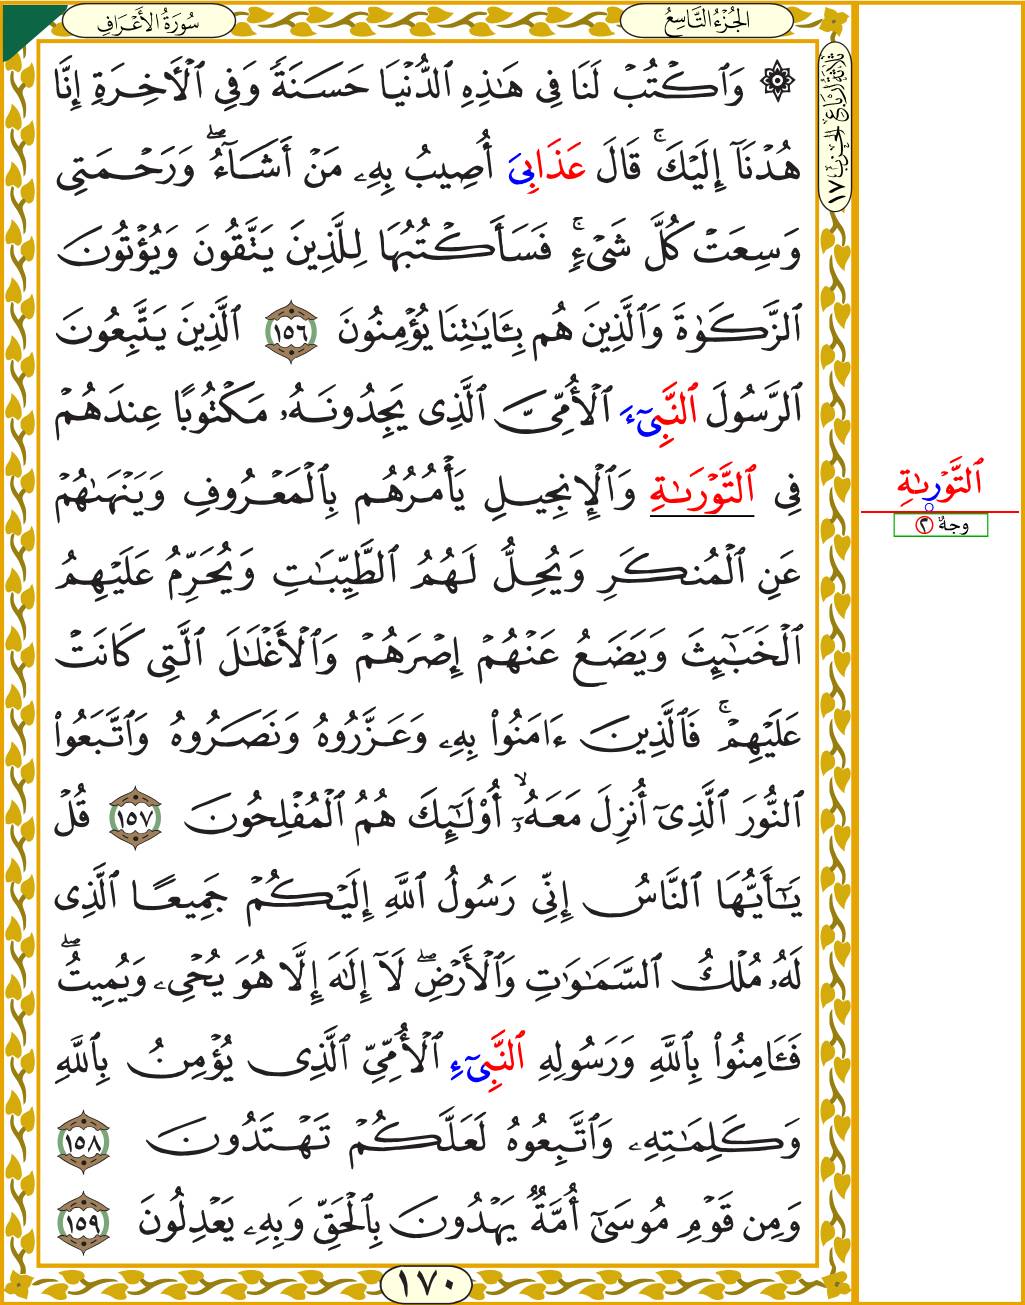 سُورَةُ الأَعْرَافِ
الجُزْءُ التَّاسِعُ
ثَلَاثَةُ أَرْبَاعِ الحِزْبِ ١٧
۞ وَٱكْتُبْ لَنَا فِى هَٰذِهِ ٱلدُّنْيَا حَسَنَةً وَفِى ٱلْأَخِرَةِ إِنَّا
هُدْنَآ إِلَيْكَ ۚ قَالَ عَذَابِىَ أُصِيبُ بِهِۦ مَنْ أَشَآءُ ۖ وَرَحْمَتِى
وَسِعَتْ كُلَّ شَىْءٍ ۚ فَسَأَكْتُبُهَا لِلَّذِينَ يَتَّقُونَ وَيُؤْتُونَ
ٱلزَّكَوٰةَ وَٱلَّذِينَ هُم بِـَٔايَٰتِنَا يُؤْمِنُونَ ١٥٦ ٱلَّذِينَ يَتَّبِعُونَ
ٱلرَّسُولَ ٱلنَّبِىٓءَ ٱلْأُمِّىَّ ٱلَّذِى يَجِدُونَهُۥ مَكْتُوبًا عِندَهُمْ
فِى ٱلتَّوْرَىٰةِ وَٱلْإِنجِيلِ يَأْمُرُهُم بِٱلْمَعْرُوفِ وَيَنْهَىٰهُمْ
عَنِ ٱلْمُنكَرِ وَيُحِلُّ لَهُمُ ٱلطَّيِّبَٰتِ وَيُحَرِّمُ عَلَيْهِمُ
ٱلْخَبَٰٓئِثَ وَيَضَعُ عَنْهُمْ إِصْرَهُمْ وَٱلْأَغْلَٰلَ ٱلَّتِى كَانَتْ
عَلَيْهِمْ ۚ فَٱلَّذِينَ ءَامَنُوا۟ بِهِۦ وَعَزَّرُوهُ وَنَصَرُوهُ وَٱتَّبَعُوا۟
ٱلنُّورَ ٱلَّذِىٓ أُنزِلَ مَعَهُۥٓ ۙ أُو۟لَٰٓئِكَ هُمُ ٱلْمُفْلِحُونَ ١٥٧ قُلْ
يَٰٓأَيُّهَا ٱلنَّاسُ إِنِّى رَسُولُ ٱللَّهِ إِلَيْكُمْ جَمِيعًا ٱلَّذِى
لَهُۥ مُلْكُ ٱلسَّمَٰوَٰتِ وَٱلْأَرْضِ ۖ لَآ إِلَٰهَ إِلَّا هُوَ يُحْىِۦ وَيُمِيتُ ۖ
فَـَٔامِنُوا۟ بِٱللَّهِ وَرَسُولِهِ ٱلنَّبِىٓءِ ٱلْأُمِّىِّ ٱلَّذِى يُؤْمِنُ بِٱللَّهِ
وَكَلِمَٰتِهِۦ وَٱتَّبِعُوهُ لَعَلَّكُمْ تَهْتَدُونَ ١٥٨
وَمِن قَوْمِ مُوسَىٰٓ أُمَّةٌ يَهْدُونَ بِٱلْحَقِّ وَبِهِۦ يَعْدِلُونَ ١٥٩
١٧٠
ٱلتَّوْرَىٰةِ
وجهٌ ٢